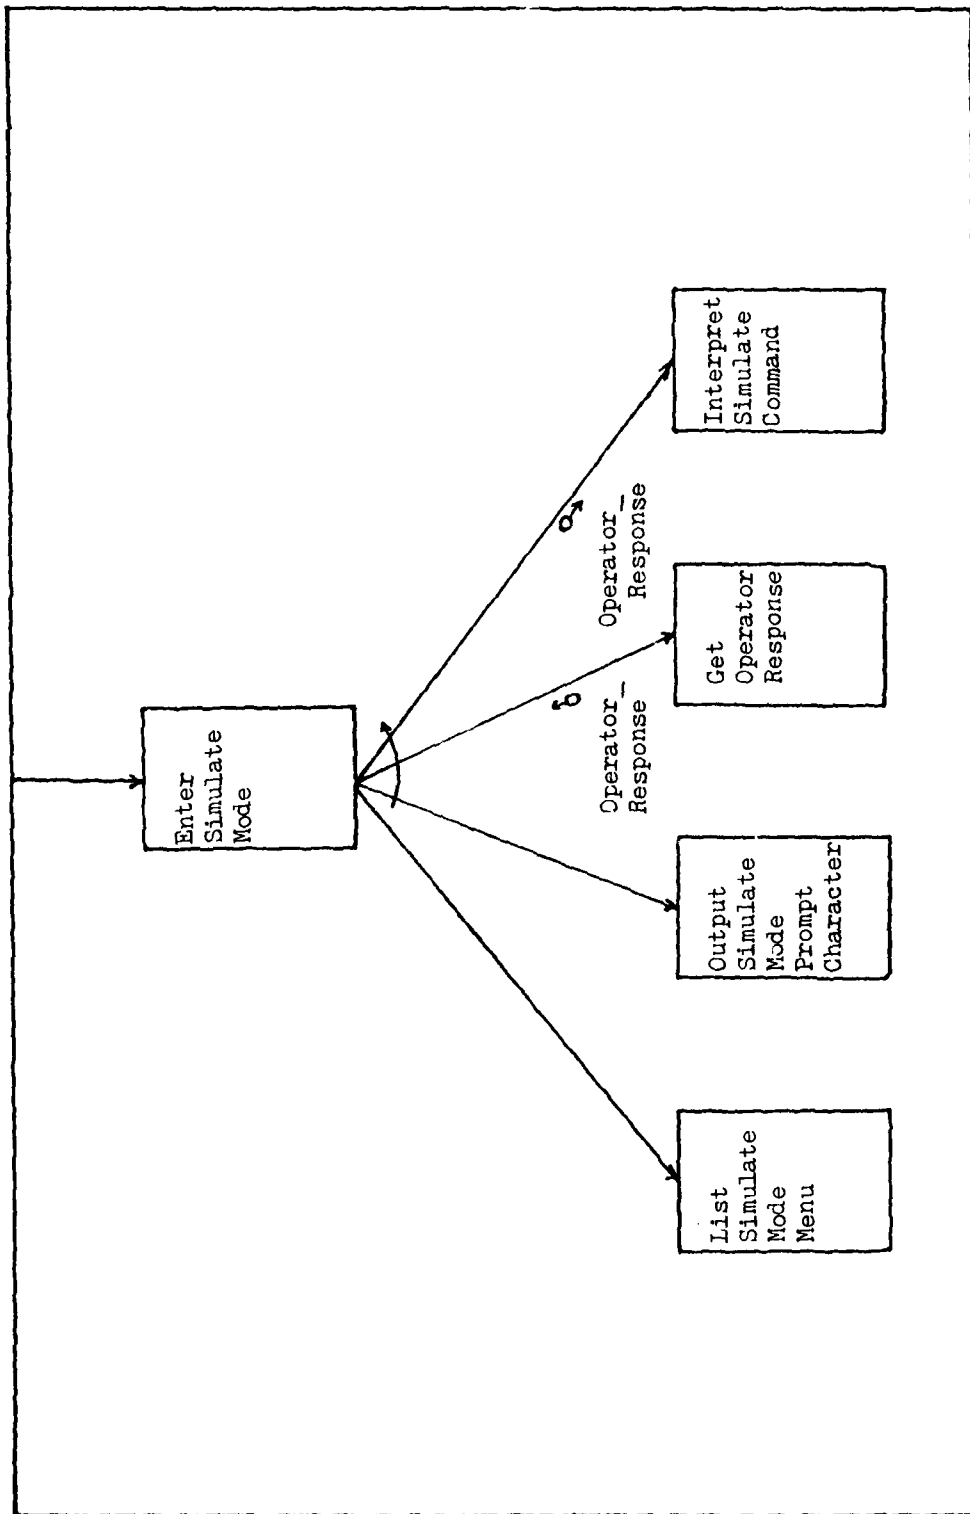 Enter
Simulate
Mode
Operator_
Response
Operator_
Response
List
Simulate
Mode
Menu
Output
Simulate
Mode
Prompt
Character
Get
Operator
Response
Interpret
Simulate
Command